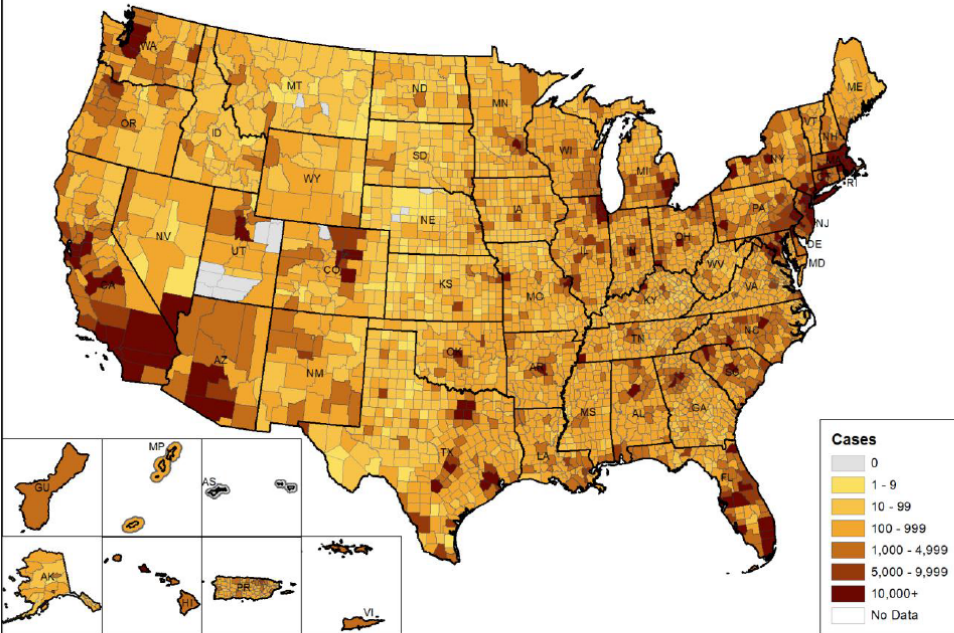 WA
MT
ND
MN
ME
OR
ID
SD
WI
MI
VT
NH
NY
WY
RI
NV
UT
NE
IA
PA
NJ
IL
IN
OH
DE
MD
CA
CO
KS
MO
WV
VA
KY
AZ
NM
OK
AR
TN
NC
SC
MS
AL
GA
TX
LA
FL
GU
MP
AS
AK
HI
PR
VI
Cases
0
1 - 9
10 - 99
100 - 999
1,000 - 4,999
5,000 - 9,999
10,000+
No Data